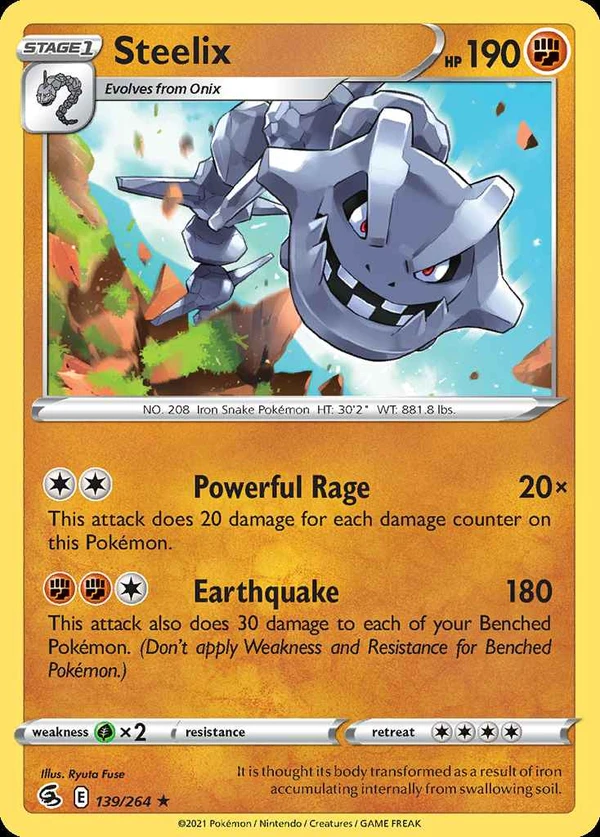 STAGE 1 Steelix HP 190
Evolves from Onix
NO. 208 Iron Snake Pokémon HT: 30'2" WT: 881.8 lbs.
Powerful Rage 20×
This attack does 20 damage for each damage counter on
this Pokémon.
Earthquake 180
This attack also does 30 damage to each of your Benched
Pokémon. (Don't apply Weakness and Resistance for Benched
Pokémon.)
weakness ×2 resistance retreat
Illus. Ryuta Fuse
It is thought its body transformed as a result of iron
accumulating internally from swallowing soil.
E 139/264 ★
©2021 Pokémon / Nintendo / Creatures / GAME FREAK